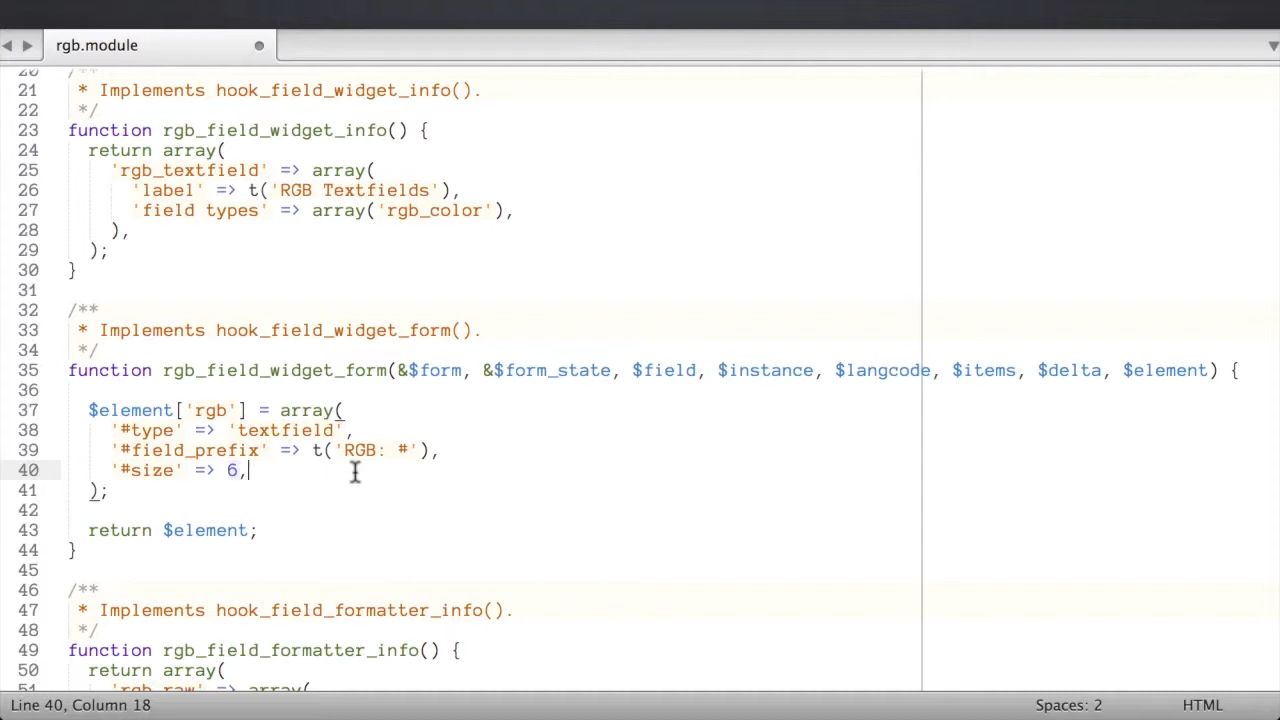 rgb.module
20 /**
21 * Implements hook_field_widget_info().
22 */
23 function rgb_field_widget_info() {
24 return array(
25 'rgb_textfield' => array(
26 'label' => t('RGB Textfields'),
27 'field types' => array('rgb_color'),
28 ),
29 );
30 }
31
32 /**
33 * Implements hook_field_widget_form().
34 */
35 function rgb_field_widget_form(&$form, &$form_state, $field, $instance, $langcode, $items, $delta, $element) {
36
37 $element['rgb'] = array(
38 '#type' => 'textfield',
39 '#field_prefix' => t('RGB: #'),
40 '#size' => 6,
41 );
42
43 return $element;
44 }
45
46 /**
47 * Implements hook_field_formatter_info().
48 */
49 function rgb_field_formatter_info() {
50 return array(
51 'rgb_raw' => array(
Line 40, Column 18 Spaces: 2 HTML